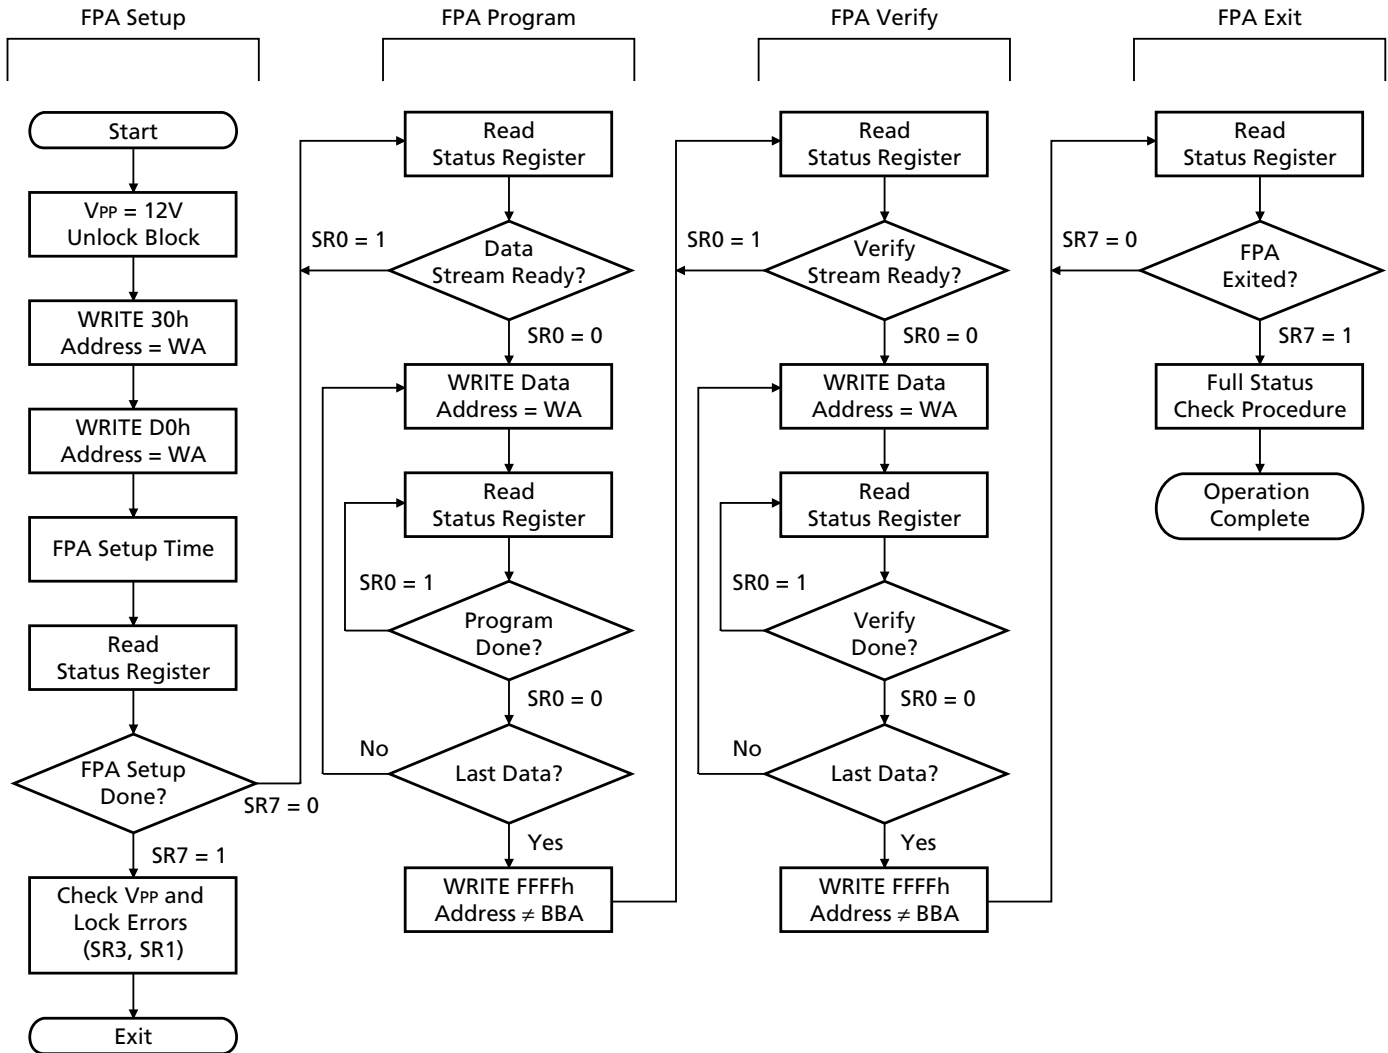 FPA Setup
Start
VPP = 12V
Unlock Block
WRITE 30h
Address = WA
WRITE D0h
Address = WA
FPA Setup Time
Read
Status Register
FPA Setup
Done?
SR7 = 0
SR7 = 1
Check VPP and
Lock Errors
(SR3, SR1)
Exit
FPA Program
Read
Status Register
SR0 = 1
Data
Stream Ready?
SR0 = 0
WRITE Data
Address = WA
Read
Status Register
SR0 = 1
Program
Done?
SR0 = 0
No
Last Data?
Yes
WRITE FFFFh
Address ≠ BBA
FPA Verify
Read
Status Register
SR0 = 1
Verify
Stream Ready?
SR0 = 0
WRITE Data
Address = WA
Read
Status Register
SR0 = 1
Verify
Done?
SR0 = 0
No
Last Data?
Yes
WRITE FFFFh
Address ≠ BBA
FPA Exit
Read
Status Register
SR7 = 0
FPA
Exited?
SR7 = 1
Full Status
Check Procedure
Operation
Complete